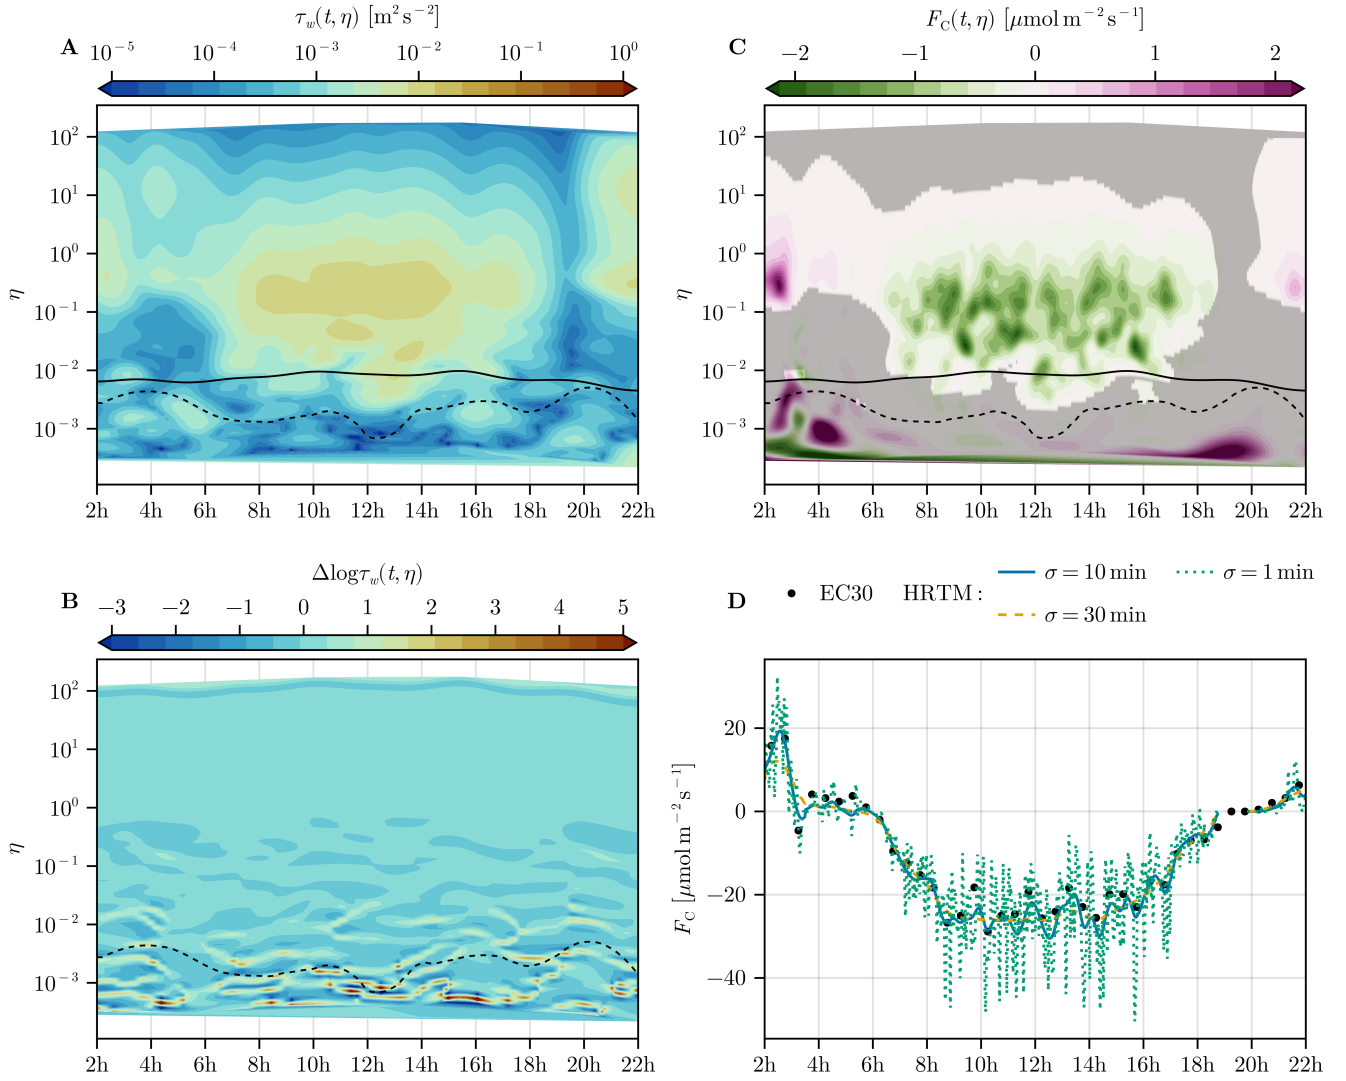 τ_w(t, η) [m² s⁻²]
A
10⁻⁵ 10⁻⁴ 10⁻³ 10⁻² 10⁻¹ 10⁰
10²
10¹
10⁰
10⁻¹
10⁻²
10⁻³
η
2h 4h 6h 8h 10h 12h 14h 16h 18h 20h 22h
F_C(t, η) [μmol m⁻² s⁻¹]
C
−2 −1 0 1 2
10²
10¹
10⁰
10⁻¹
10⁻²
10⁻³
η
2h 4h 6h 8h 10h 12h 14h 16h 18h 20h 22h
Δlogτ_w(t, η)
B
−3 −2 −1 0 1 2 3 4 5
10²
10¹
10⁰
10⁻¹
10⁻²
10⁻³
η
2h 4h 6h 8h 10h 12h 14h 16h 18h 20h 22h
D
EC30 HRTM: σ = 10 min σ = 1 min
σ = 30 min
20
0
−20
−40
F_C [μmol m⁻² s⁻¹]
2h 4h 6h 8h 10h 12h 14h 16h 18h 20h 22h